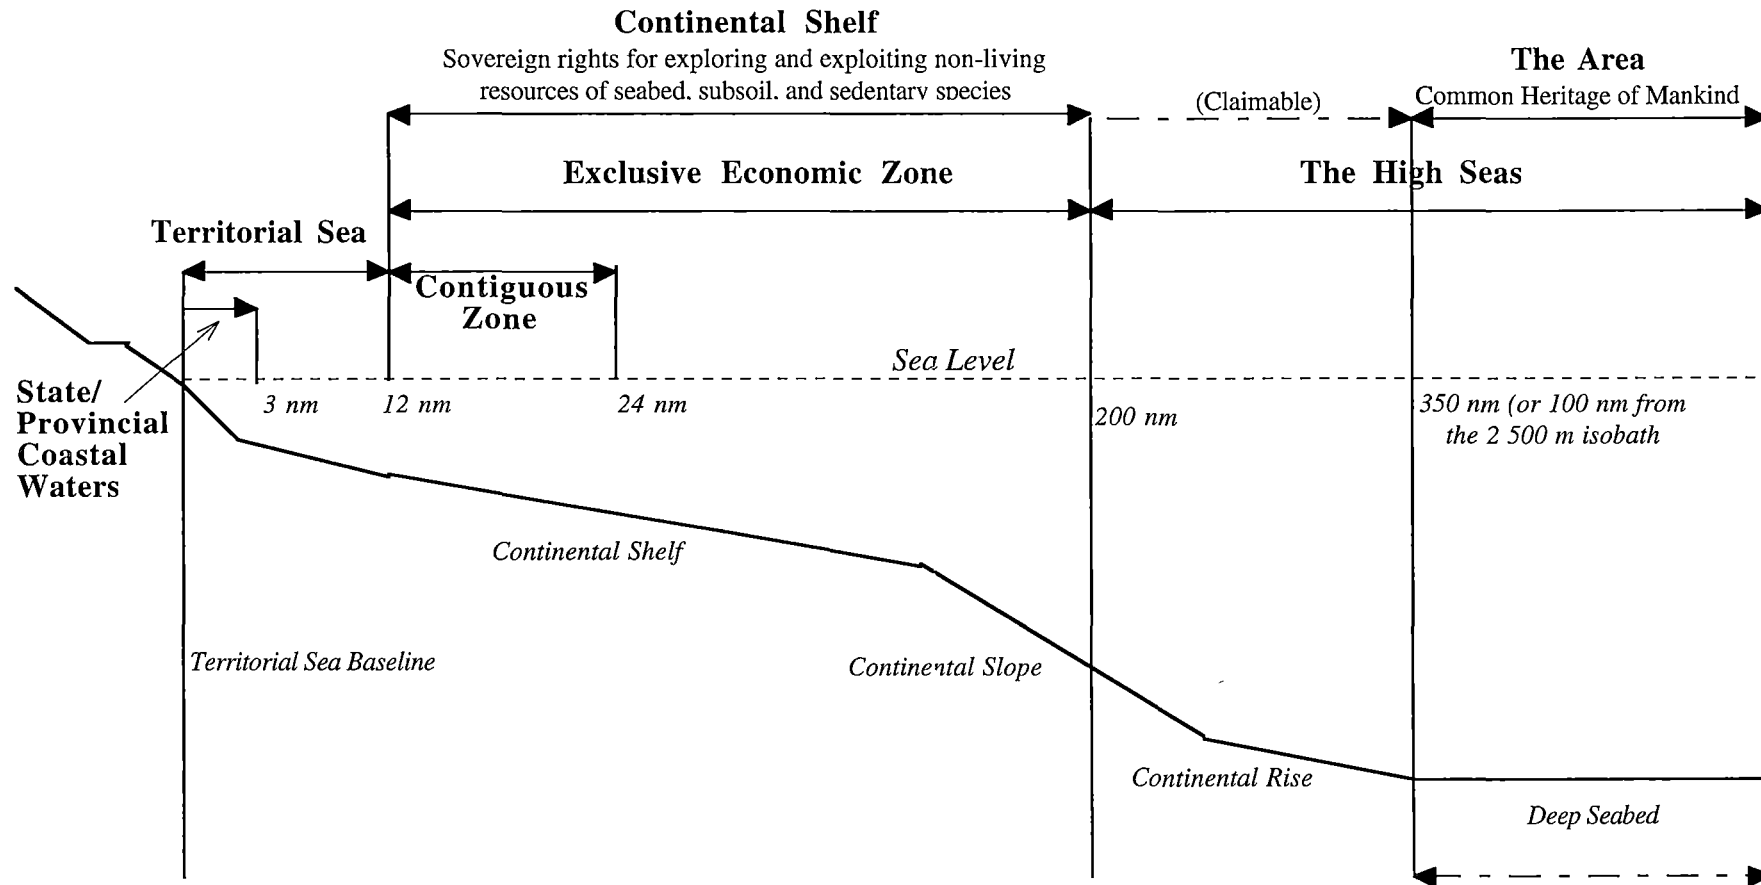 Continental Shelf
Sovereign rights for exploring and exploiting non-living
resources of seabed, subsoil, and sedentary species
The Area
Common Heritage of Mankind
(Claimable)
Exclusive Economic Zone
The High Seas
Territorial Sea
Contiguous
Zone
Sea Level
State/
Provincial
Coastal
Waters
3 nm
12 nm
24 nm
200 nm
350 nm (or 100 nm from
the 2 500 m isobath
Continental Shelf
Territorial Sea Baseline
Continental Slope
Continental Rise
Deep Seabed